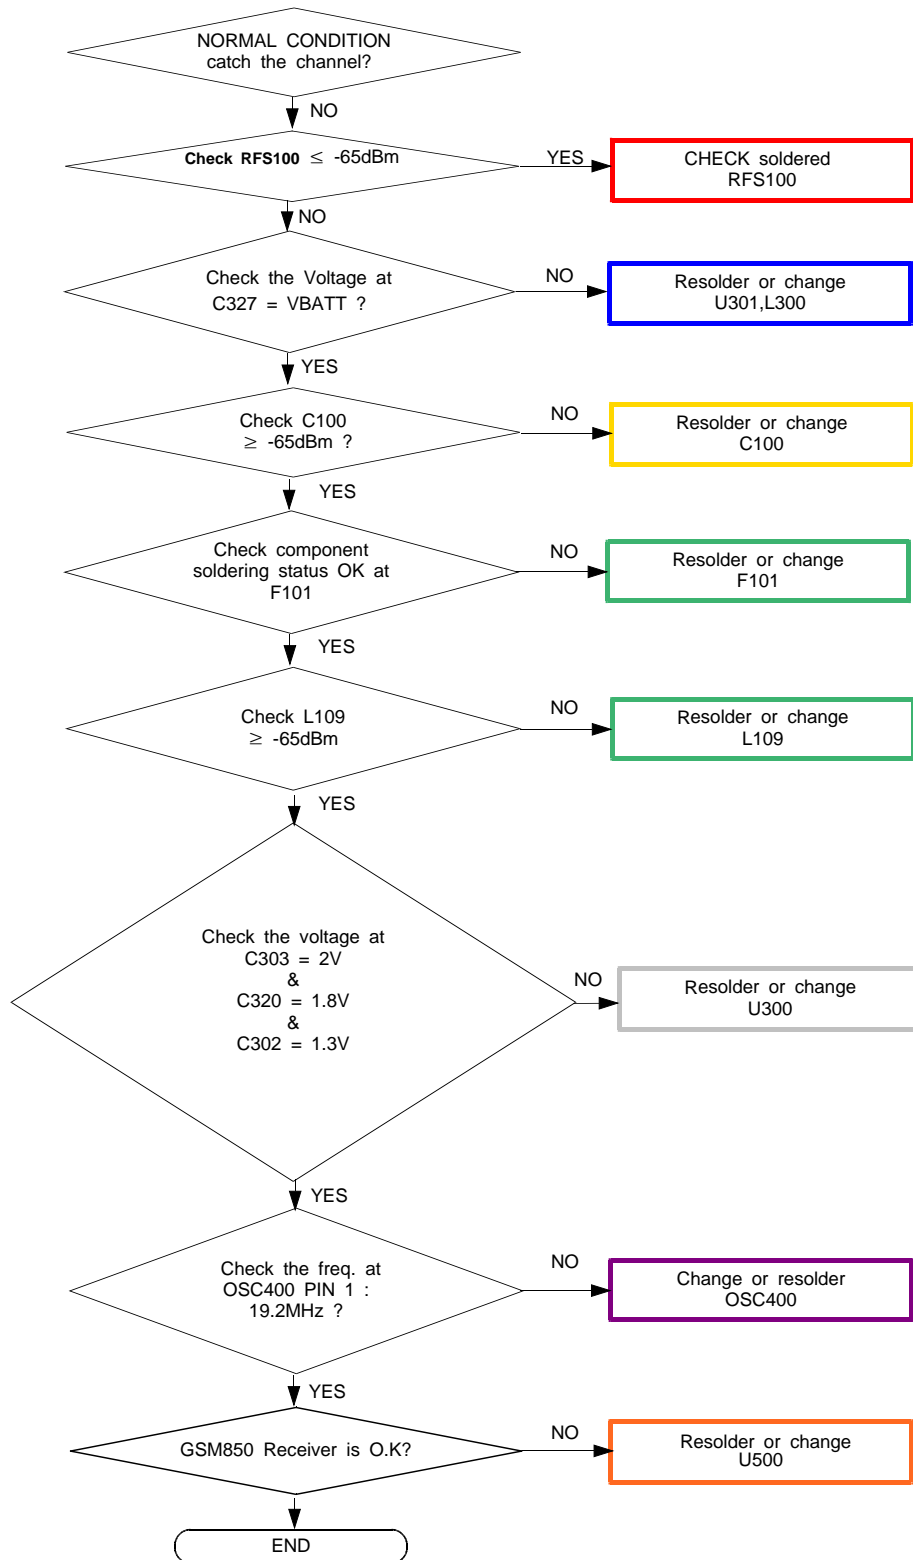 NORMAL CONDITION
catch the channel?
NO
Check RFS100 ≤ -65dBm
YES
CHECK soldered
RFS100
NO
Check the Voltage at
C327 = VBATT ?
NO
Resolder or change
U301,L300
YES
Check C100
≥ -65dBm ?
NO
Resolder or change
C100
YES
Check component
soldering status OK at
F101
NO
Resolder or change
F101
YES
Check L109
≥ -65dBm
NO
Resolder or change
L109
YES
Check the voltage at
C303 = 2V
&
C320 = 1.8V
&
C302 = 1.3V
NO
Resolder or change
U300
YES
Check the freq. at
OSC400 PIN 1 :
19.2MHz ?
NO
Change or resolder
OSC400
YES
GSM850 Receiver is O.K?
NO
Resolder or change
U500
END